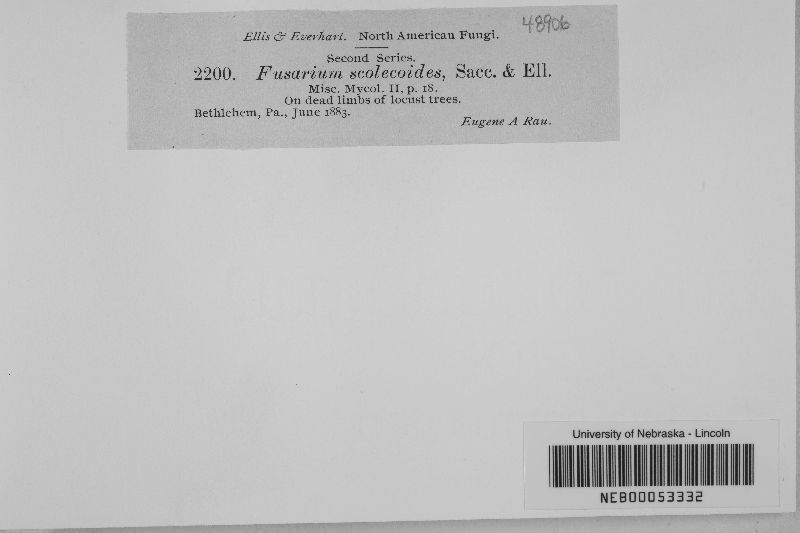 48906
Ellis & Everhart. North American Fungi.
Second Series.
2200. Fusarium scolecoides, Sacc. & Ell.
Misc. Mycol. II, p. 18.
On dead limbs of locust trees.
Bethlehem, Pa., June 1883.
Eugene A Rau.
University of Nebraska - Lincoln
NEB00053332